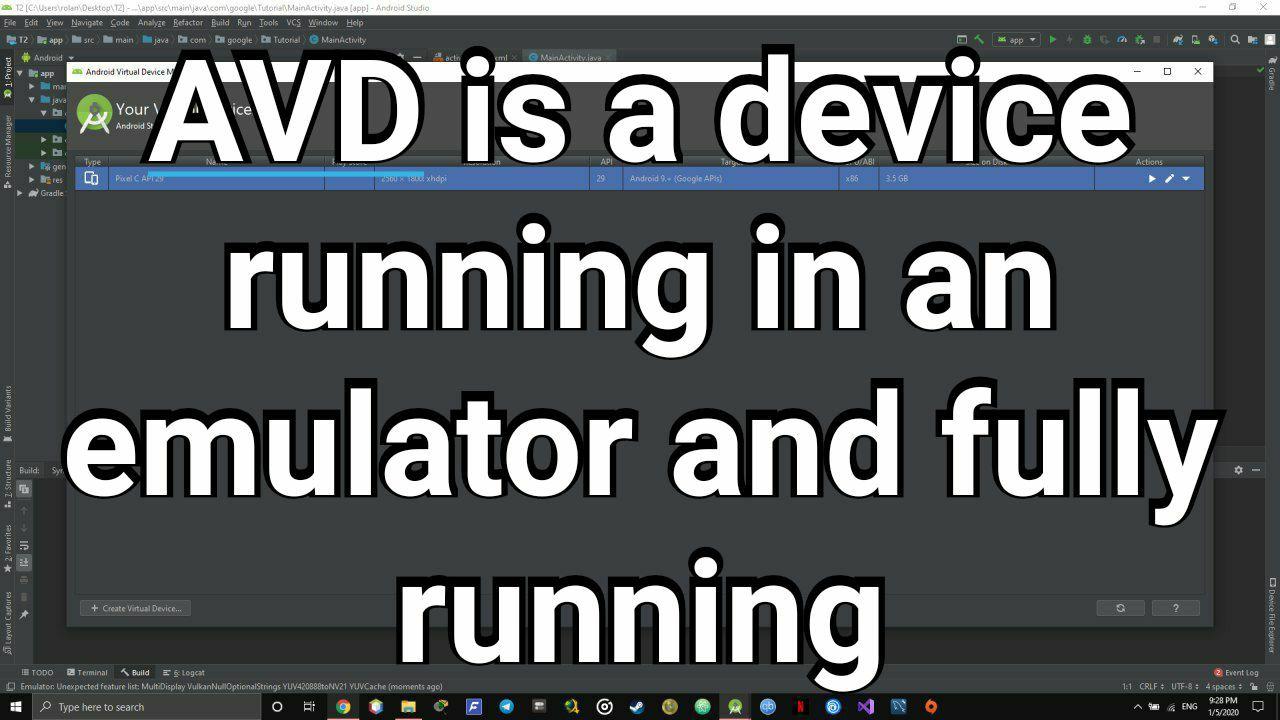 T2 [C:\Users\rolan\Desktop\T2] - ...\app\src\main\java\com\google\Tutorial\MainActivity.java [app] - Android Studio
File Edit View Navigate Code Analyze Refactor Build Run Tools VCS Window Help
T2 app src main java com google Tutorial MainActivity
app
Android
MainActivity.java
1: Project
Resource Manager
Gradle
app
java
res
Gradle
Android Virtual Device
Your
Android
AVD is a device
running in an
emulator and fully
running
Type Name Resolution API Target Size on Disk Actions
Pixel C API 29 2560 × 1800: xhdpi 29 Android 9.+ (Google APIs) x86 3.5 GB
Build Variants
Build:
Z: Structure
2: Favorites
Layout Captures
Device File Explorer
+ Create Virtual Device...
?
TODO Terminal Build 6: Logcat
2 Event Log
Emulator: Unexpected feature list: MultiDisplay VulkanNullOptionalStrings YUV420888toNV21 YUVCache (moments ago)
1:1 CRLF UTF-8 4 spaces
Type here to search
ENG
9:28 PM
1/5/2020